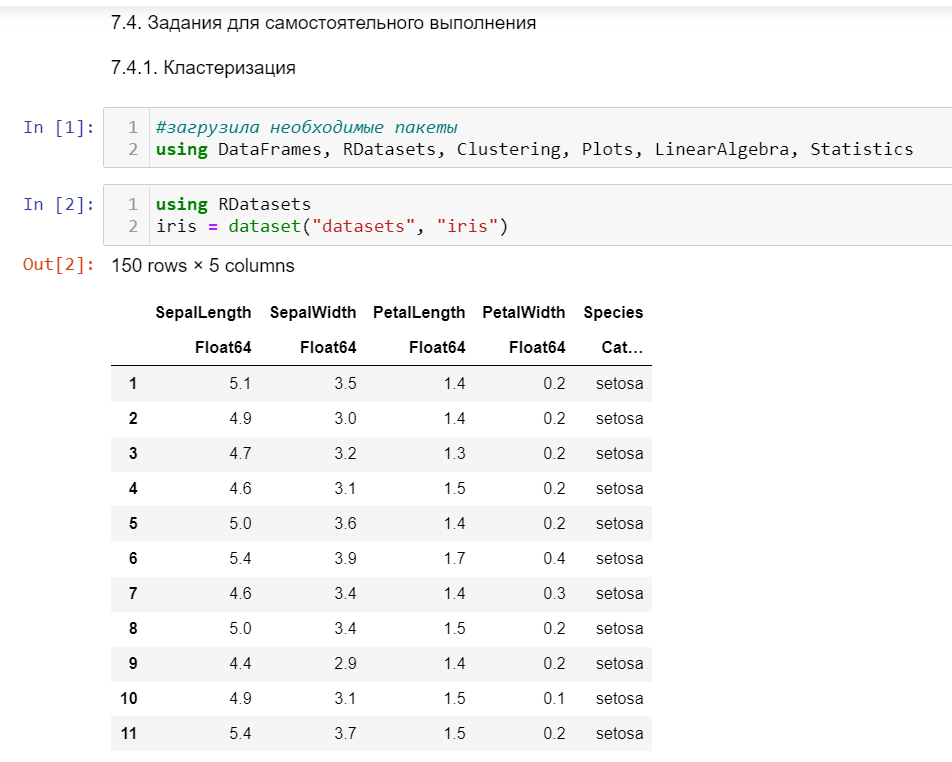 7.4. Задания для самостоятельного выполнения
7.4.1. Кластеризация
In [1]: 1 #загрузила необходимые пакеты
2 using DataFrames, RDatasets, Clustering, Plots, LinearAlgebra, Statistics
In [2]: 1 using RDatasets
2 iris = dataset("datasets", "iris")
Out[2]: 150 rows × 5 columns
SepalLength SepalWidth PetalLength PetalWidth Species
Float64 Float64 Float64 Float64 Cat…
1 5.1 3.5 1.4 0.2 setosa
2 4.9 3.0 1.4 0.2 setosa
3 4.7 3.2 1.3 0.2 setosa
4 4.6 3.1 1.5 0.2 setosa
5 5.0 3.6 1.4 0.2 setosa
6 5.4 3.9 1.7 0.4 setosa
7 4.6 3.4 1.4 0.3 setosa
8 5.0 3.4 1.5 0.2 setosa
9 4.4 2.9 1.4 0.2 setosa
10 4.9 3.1 1.5 0.1 setosa
11 5.4 3.7 1.5 0.2 setosa